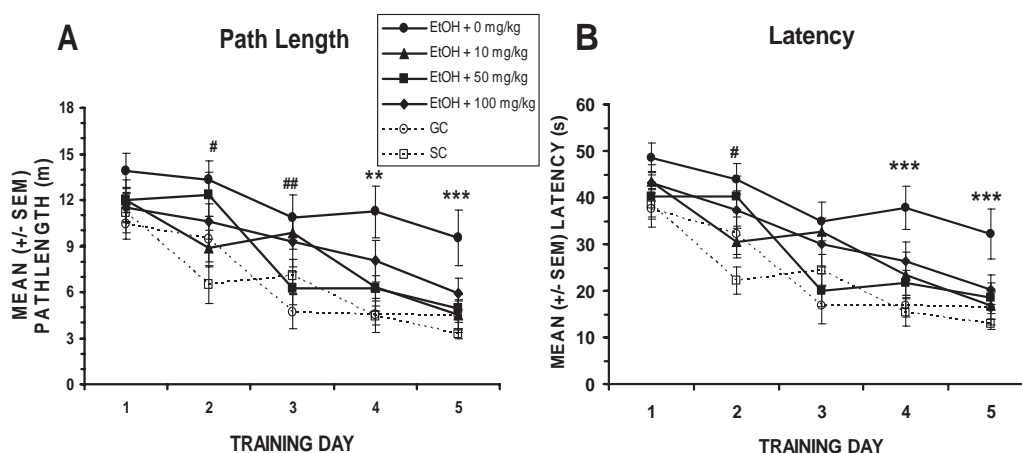 A
Path Length
EtOH + 0 mg/kg
EtOH + 10 mg/kg
EtOH + 50 mg/kg
EtOH + 100 mg/kg
GC
SC
MEAN (+/- SEM)
PATHLENGTH (m)
18
15
12
9
6
3
0
#
##
**
***
1 2 3 4 5
TRAINING DAY
B
Latency
MEAN (+/- SEM) LATENCY (s)
60
50
40
30
20
10
0
#
***
***
1 2 3 4 5
TRAINING DAY